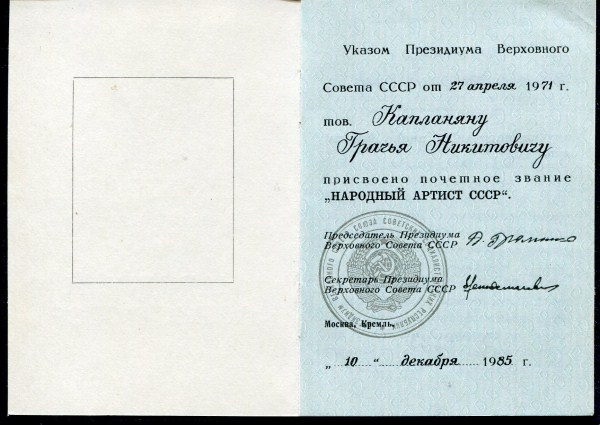 Указом Президиума Верховного
Совета СССР от 27 апреля 1971 г.
тов. Капланяну
Грачья Никитовичу
присвоено почетное звание
„НАРОДНЫЙ АРТИСТ СССР“.
Председатель Президиума
Верховного Совета СССР
Секретарь Президиума
Верховного Совета СССР
Москва, Кремль,
„ 10 “ декабря 1985 г.